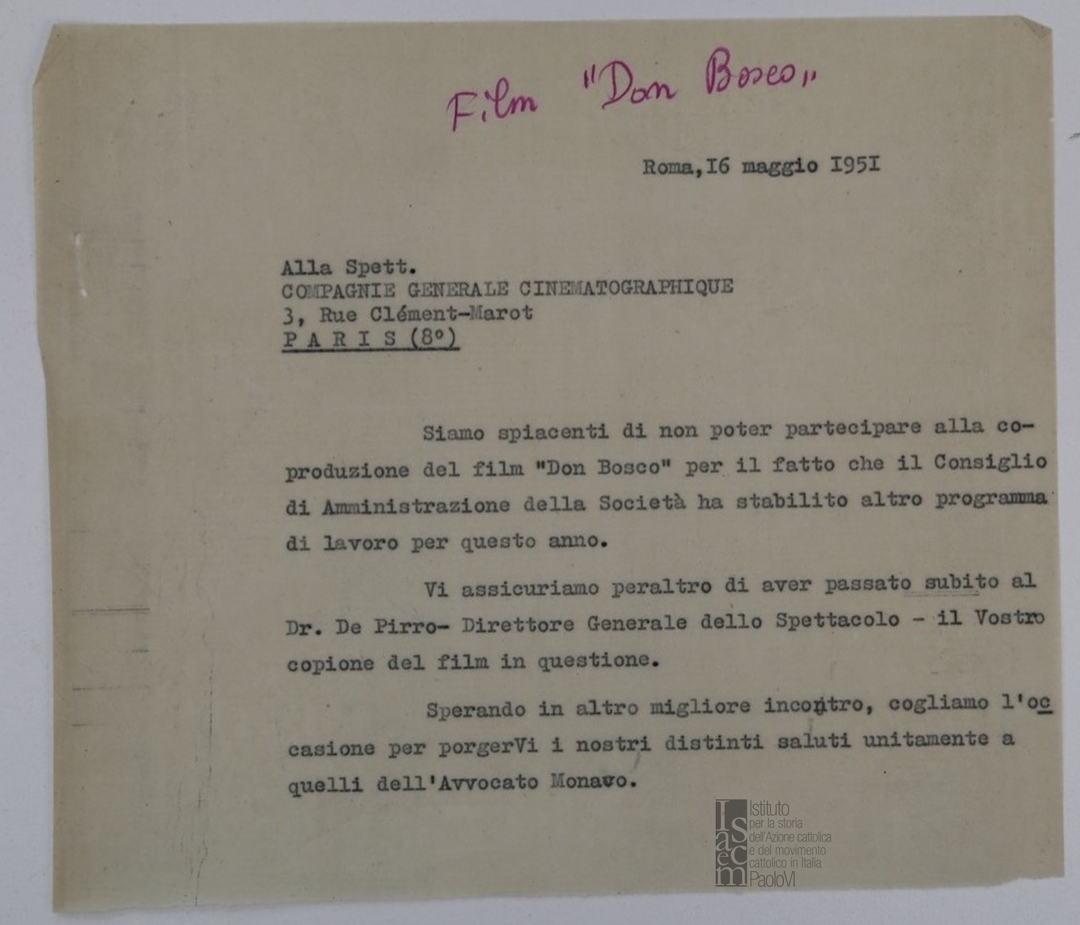 Film "Don Bosco„
Roma,I6 maggio I95I
Alla Spett.
COMPAGNIE GENERALE CINEMATOGRAPHIQUE
3, Rue Clément-Marot
P A R I S (8º)
Siamo spiacenti di non poter partecipare alla co-
produzione del film "Don Bosco" per il fatto che il Consiglio
di Amministrazione della Società ha stabilito altro programma
di lavoro per questo anno.
Vi assicuriamo peraltro di aver passato subito al
Dr. De Pirro- Direttore Generale dello Spettacolo - il Vostro
copione del film in questione.
Sperando in altro migliore incontro, cogliamo l'oc
casione per porgerVi i nostri distinti saluti unitamente a
quelli dell'Avvocato Monavo.
Isacem
Istituto
per la storia
dell'Azione cattolica
e del movimento
cattolico in Italia
PaoloVI